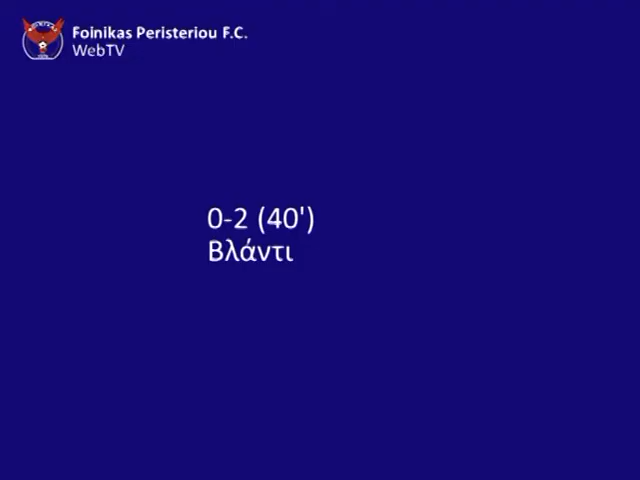 Foinikas Peristeriou F.C.
WebTV
0-2 (40')
Βλάντι